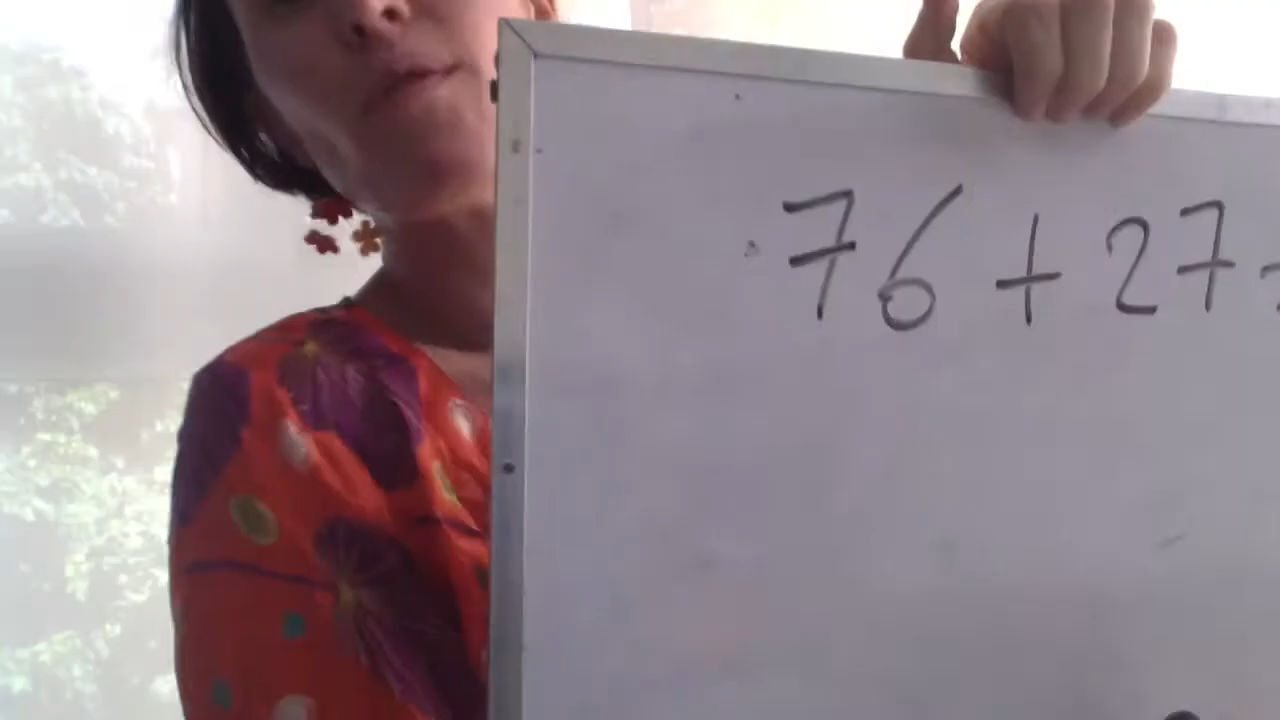 76 + 27 =